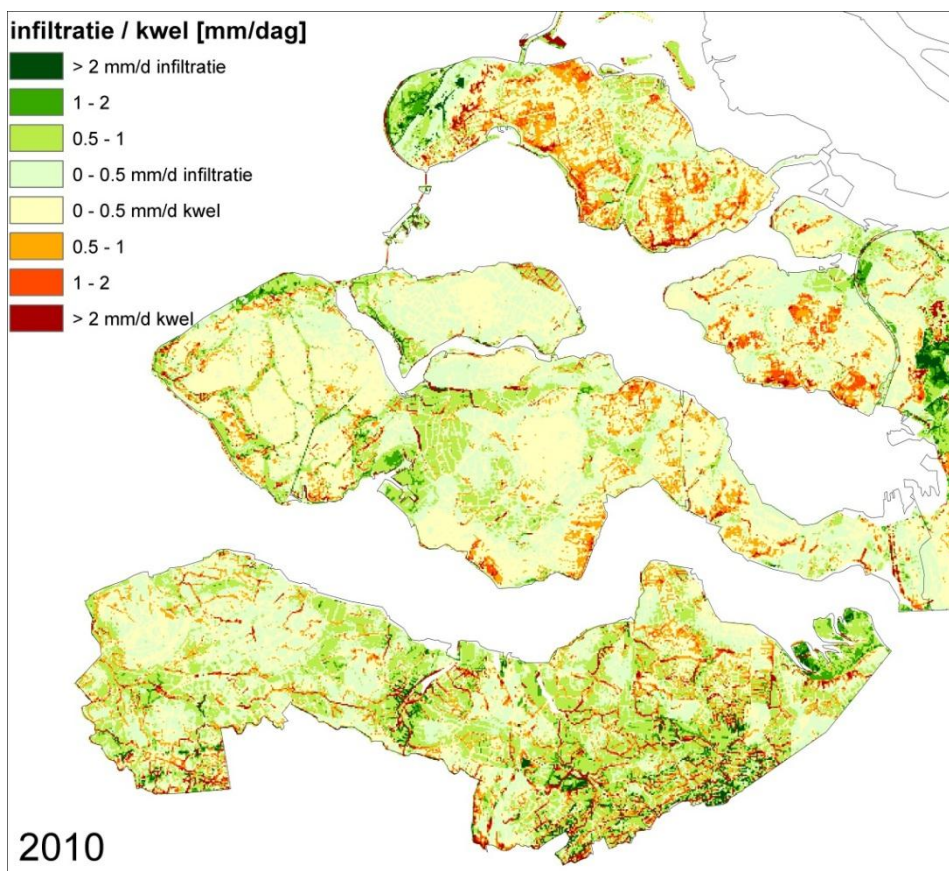 infiltratie / kwel [mm/dag]
> 2 mm/d infiltratie
1 - 2
0.5 - 1
0 - 0.5 mm/d infiltratie
0 - 0.5 mm/d kwel
0.5 - 1
1 - 2
> 2 mm/d kwel
2010